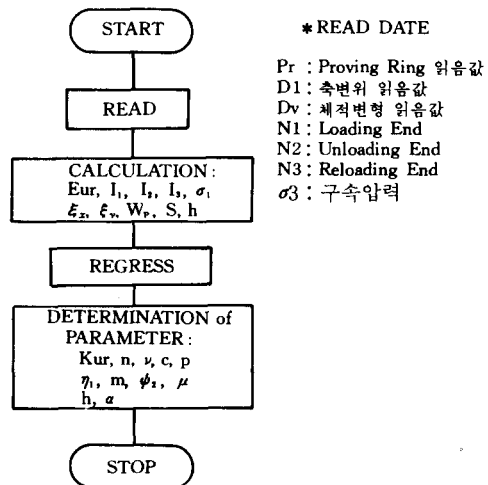 START
READ
CALCULATION :
Eur, I₁, I₂, I₃, σ₁
ξz, ξv, Wp, S, h
REGRESS
DETERMINATION of
PARAMETER :
Kur, n, ν, c, p
η₁, m, ψ₂, μ
h, α
STOP
* READ DATE
Pr : Proving Ring 읽음값
D1 : 축변위 읽음값
Dv : 체적변형 읽음값
N1 : Loading End
N2 : Unloading End
N3 : Reloading End
σ3 : 구속압력